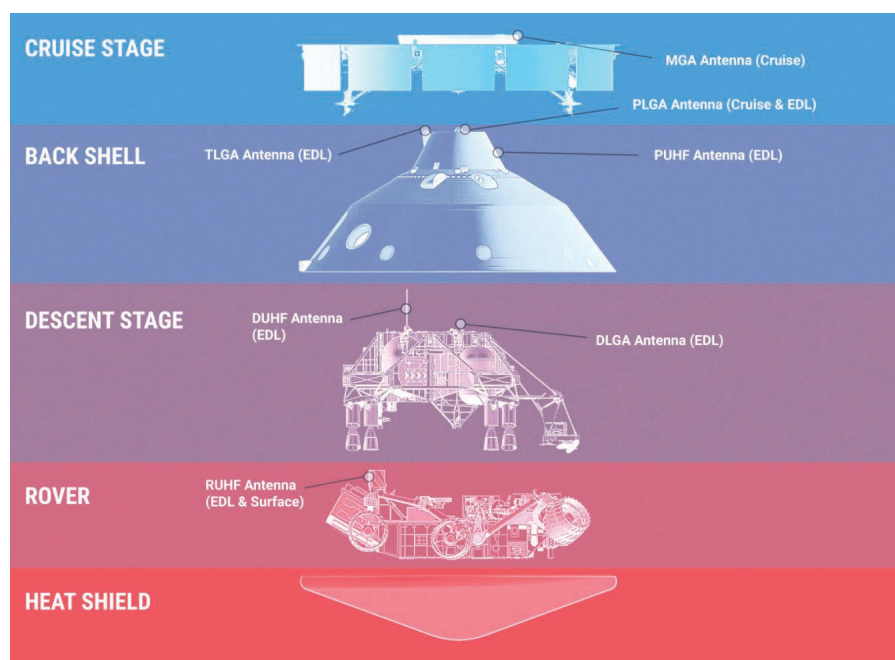 CRUISE STAGE
MGA Antenna (Cruise)
PLGA Antenna (Cruise & EDL)
BACK SHELL
TLGA Antenna (EDL)
PUHF Antenna (EDL)
DESCENT STAGE
DUHF Antenna
(EDL)
DLGA Antenna (EDL)
ROVER
RUHF Antenna
(EDL & Surface)
HEAT SHIELD